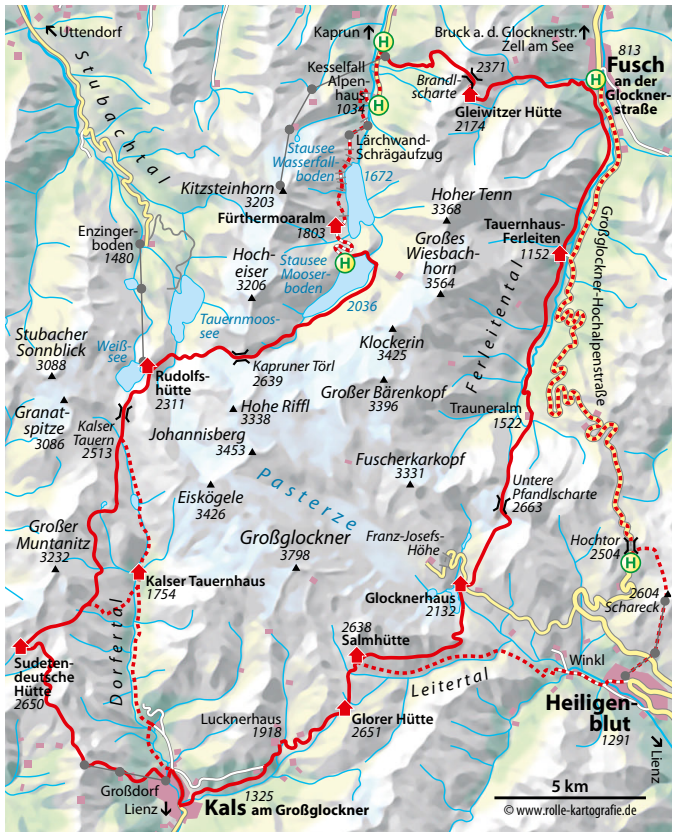 Uttendorf
Stubachtal
Kaprun
H
Bruck a. d. Glocknerstr.
Zell am See
813
Fusch
an der
Glockner-
straße
H
Kesselfall
Alpen-
haus
1034
H
2371
Brandl-
scharte
Gleiwitzer Hütte
2174
Lärchwand-
Schrägaufzug
Stausee
Wasserfall-
boden
1672
Kitzsteinhorn
3203
Fürthermoaralm
1803
Hoher Tenn
3368
Großes
Wiesbach-
horn
3564
Tauernhaus-
Ferleiten
1152
Großglockner-Hochalpenstraße
Enzinger-
boden
1480
Hoch-
eiser
3206
Stausee
Mooser-
boden
H
2036
Tauernmoos-
see
Ferleitental
Stubacher
Sonnblick
3088
Weiß-
see
Rudolfs-
hütte
2311
Kapruner Törl
2639
Klockerin
3425
Großer Bärenkopf
3396
Granat-
spitze
3086
Kalser
Tauern
2513
Hohe Riffl
3338
Johannisberg
3453
Trauneralm
1522
Fuscherkarkopf
3331
Eiskögele
3426
Pasterze
Untere
Pfandlscharte
2663
Großer
Muntanitz
3232
Großglockner
3798
Franz-Josefs-
Höhe
Hochtor
2504
H
Kalser Tauernhaus
1754
Glocknerhaus
2132
2604
Schareck
Dorfertal
2638
Salmhütte
Sudeten-
deutsche
Hütte
2650
Leitertal
Winkl
Heiligen-
blut
1291
Lienz
Lucknerhaus
1918
Glorer Hütte
2651
Großdorf
Lienz
1325
Kals am Großglockner
5 km
© www.rolle-kartografie.de